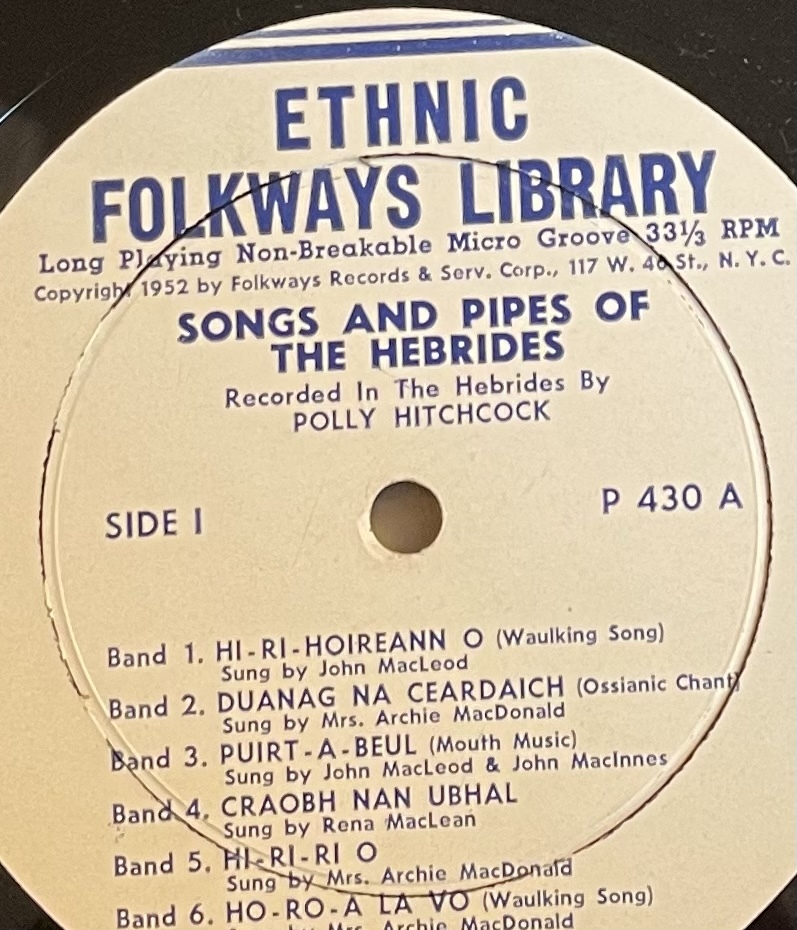 ETHNIC
FOLKWAYS LIBRARY
Long Playing Non-Breakable Micro Groove 33⅓ RPM
Copyright 1952 by Folkways Records & Serv. Corp., 117 W. 46 St., N. Y. C.
SONGS AND PIPES OF
THE HEBRIDES
Recorded In The Hebrides By
POLLY HITCHCOCK
SIDE I
P 430 A
Band 1. HI-RI-HOIREANN O (Waulking Song)
Sung by John MacLeod
Band 2. DUANAG NA CEARDAICH (Ossianic Chant)
Sung by Mrs. Archie MacDonald
Band 3. PUIRT-A-BEUL (Mouth Music)
Sung by John MacLeod & John MacInnes
Band 4. CRAOBH NAN UBHAL
Sung by Rena MacLean
Band 5. HI-RI-RI O
Sung by Mrs. Archie MacDonald
Band 6. HO-RO-A LA VO (Waulking Song)
Mrs. Archie MacDonald